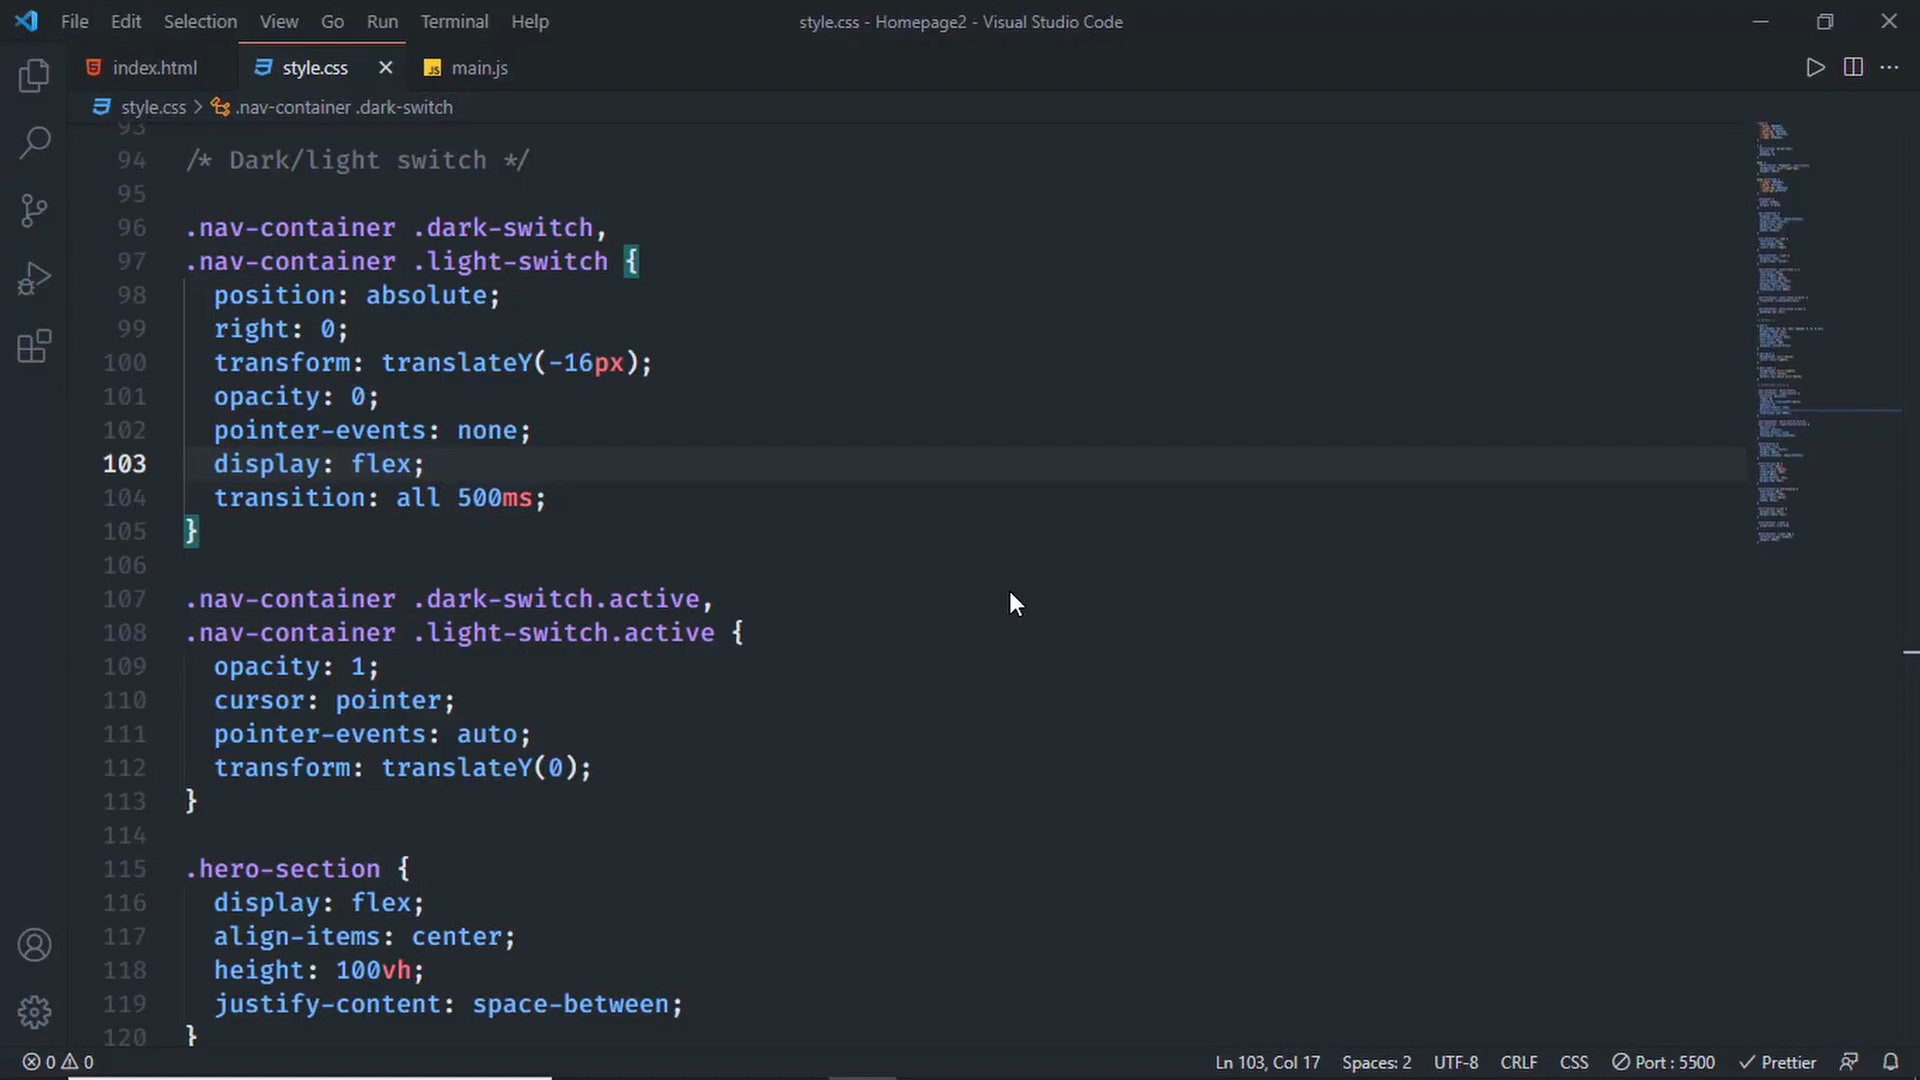 File Edit Selection View Go Run Terminal Help
style.css - Homepage2 - Visual Studio Code
index.html
style.css
JS main.js
style.css > .nav-container .dark-switch
93
94 /* Dark/light switch */
95
96 .nav-container .dark-switch,
97 .nav-container .light-switch {
98 position: absolute;
99 right: 0;
100 transform: translateY(-16px);
101 opacity: 0;
102 pointer-events: none;
103 display: flex;
104 transition: all 500ms;
105 }
106
107 .nav-container .dark-switch.active,
108 .nav-container .light-switch.active {
109 opacity: 1;
110 cursor: pointer;
111 pointer-events: auto;
112 transform: translateY(0);
113 }
114
115 .hero-section {
116 display: flex;
117 align-items: center;
118 height: 100vh;
119 justify-content: space-between;
120 }
0 0 Ln 103, Col 17 Spaces: 2 UTF-8 CRLF CSS Port : 5500 Prettier